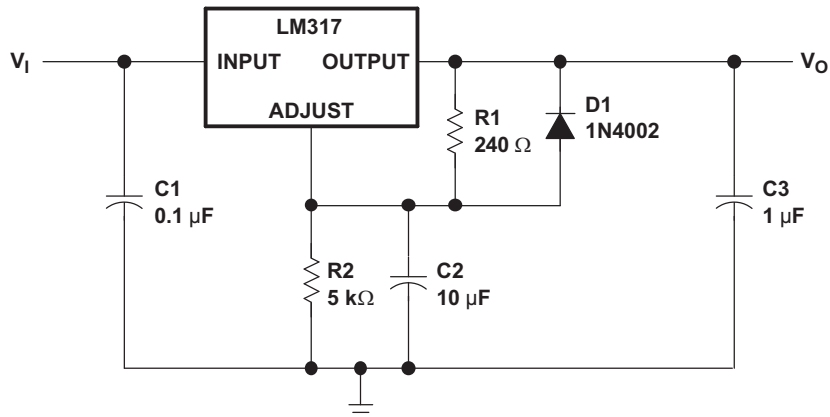 LM317
V_I
INPUT
OUTPUT
V_O
ADJUST
R1
240 Ω
D1
1N4002
C1
0.1 µF
C3
1 µF
R2
5 kΩ
C2
10 µF